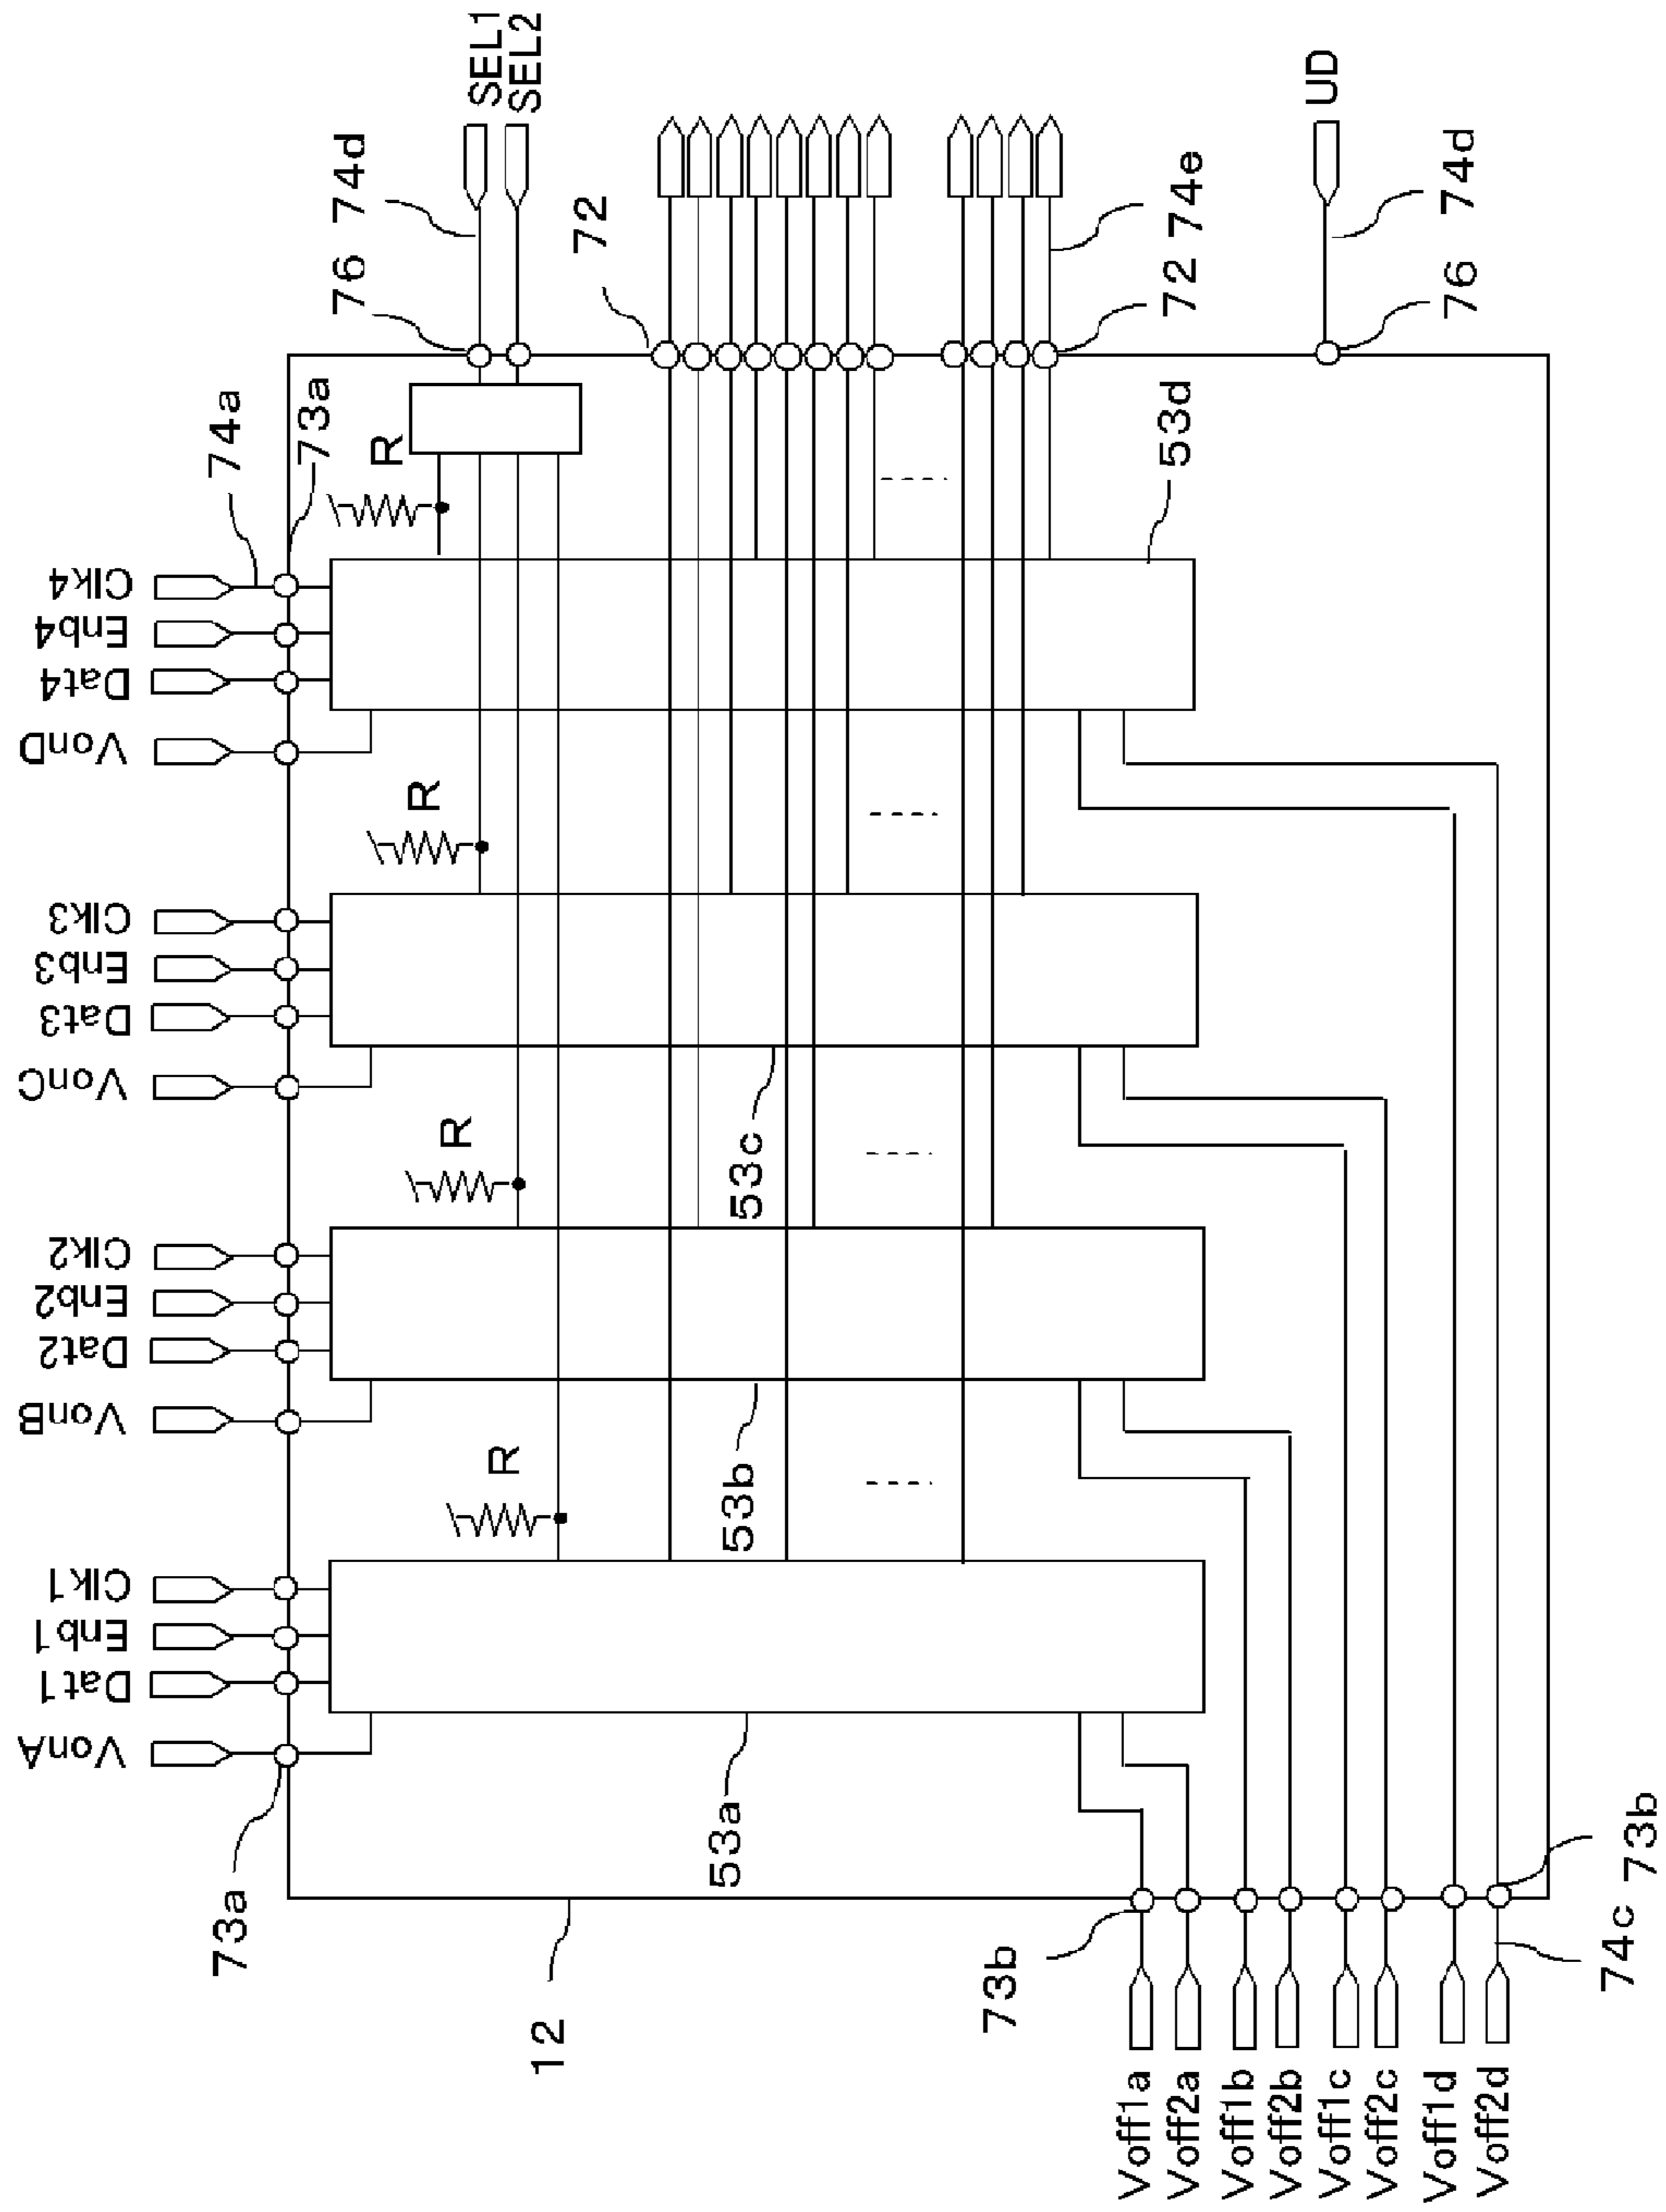 SEL1
SEL2
UD
74d
76
72
74e
72
74d
76
74a
73a
R
53d
Clk4
Enb4
Dat4
VonD
R
Clk3
Enb3
Dat3
VonC
53c
R
Clk2
Enb2
Dat2
VonB
53b
R
Clk1
Enb1
Dat1
VonA
53a
73a
12
73b
73b
74c
Voff1a
Voff2a
Voff1b
Voff2b
Voff1c
Voff2c
Voff1d
Voff2d